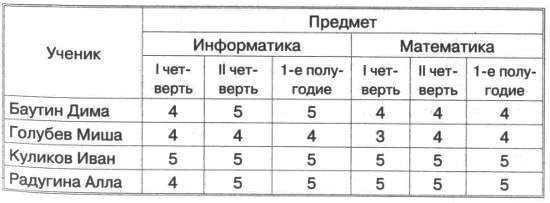 Ученик
Предмет
Информатика Математика
I чет- II чет- 1-е полу- I чет- II чет- 1-е полу-
верть верть годие верть верть годие
Баутин Дима 4 5 5 4 4 4
Голубев Миша 4 4 4 3 4 4
Куликов Иван 5 5 5 5 5 5
Радугина Алла 4 5 5 5 5 5